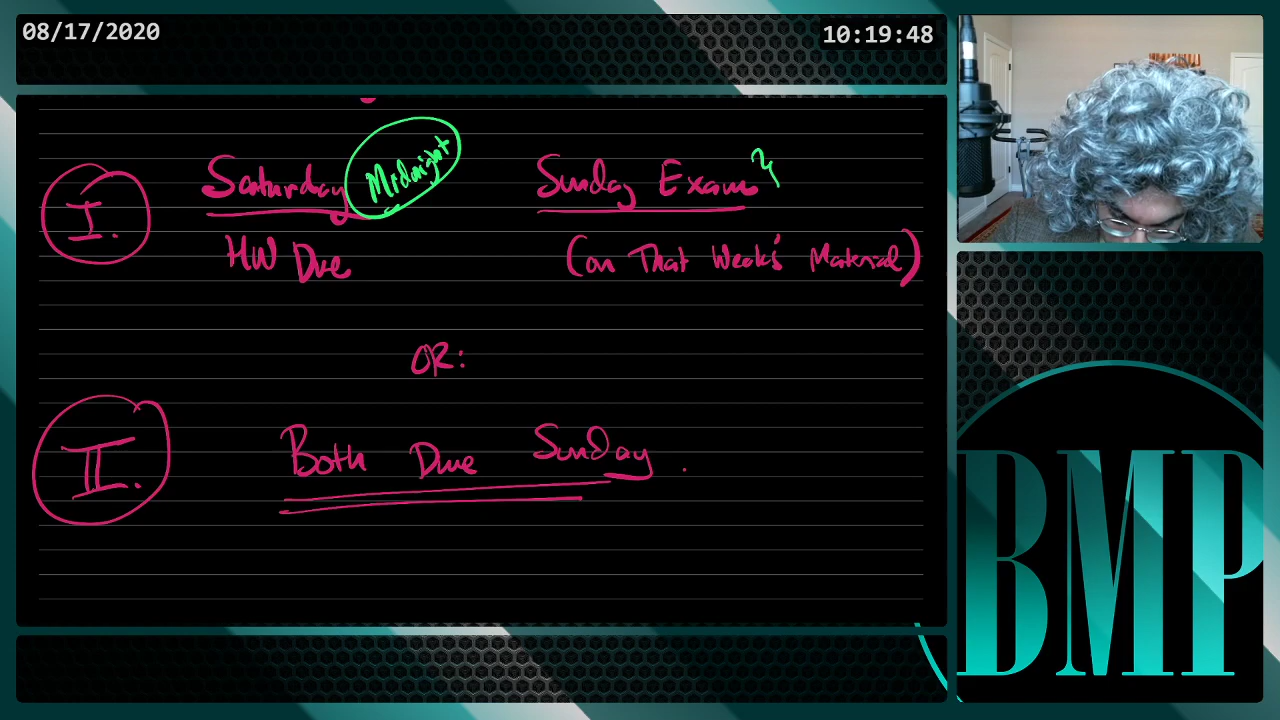 08/17/2020
10:19:48
I. Saturday Midnight Sunday Exam
HW Due (on That Week's Material)
OR:
II. Both Due Sunday.
BMP